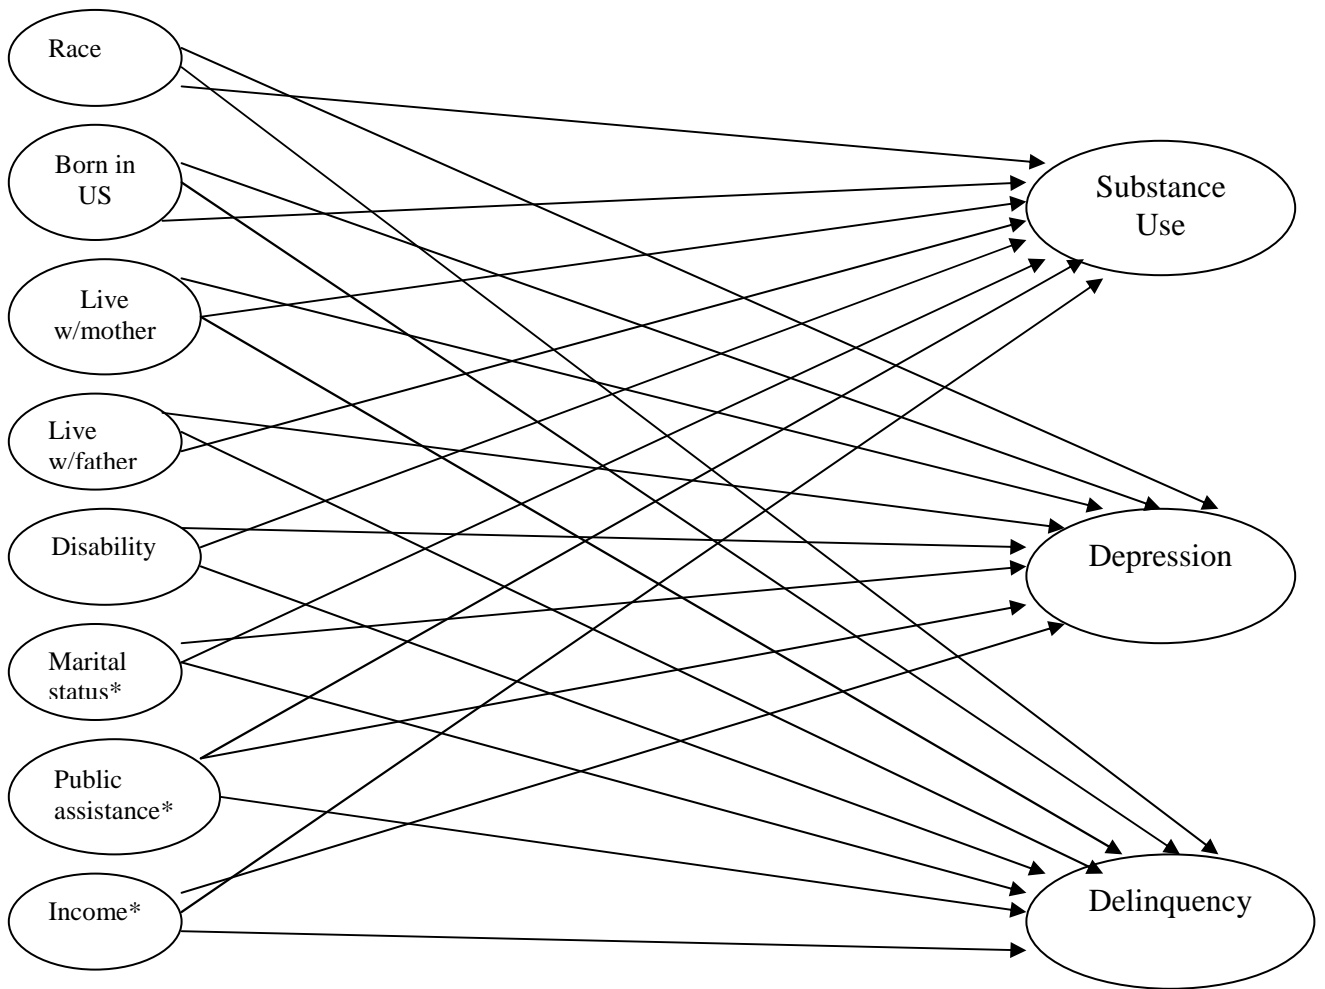 Race
Born in
US
Live
w/mother
Live
w/father
Disability
Marital
status*
Public
assistance*
Income*
Substance
Use
Depression
Delinquency